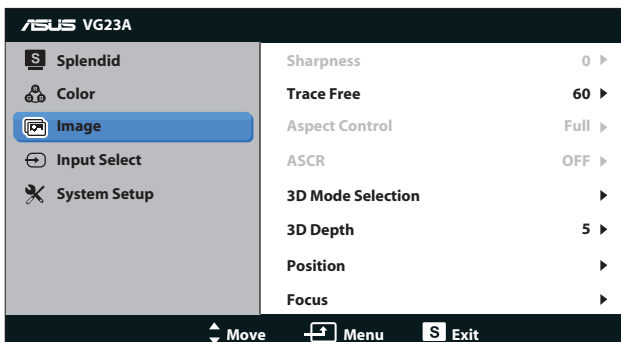 ASUS VG23A
S Splendid
Color
Image
Input Select
System Setup
Sharpness 0
Trace Free 60
Aspect Control Full
ASCR OFF
3D Mode Selection
3D Depth 5
Position
Focus
Move Menu S Exit